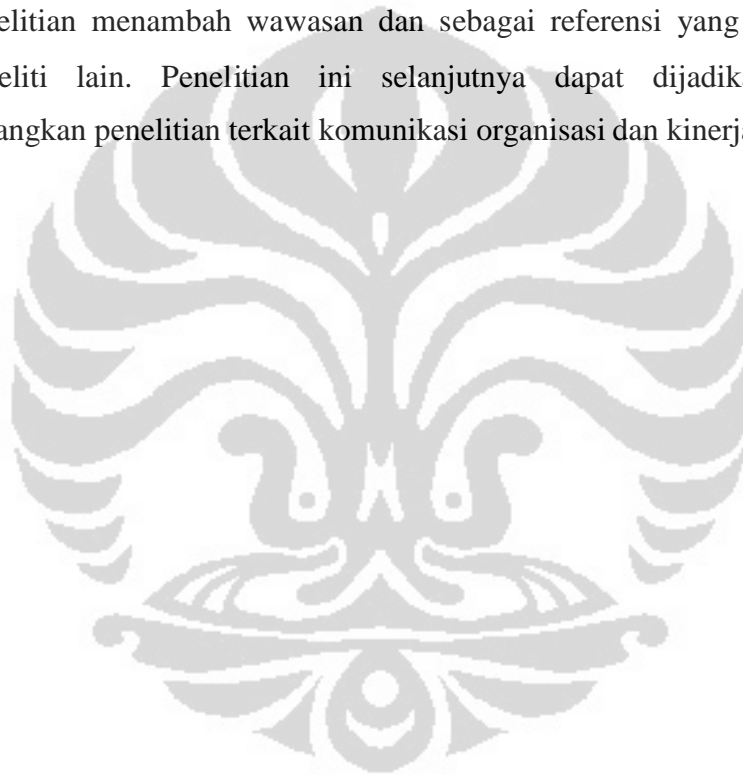 elitian menambah wawasan dan sebagai referensi yang
eliti lain. Penelitian ini selanjutnya dapat dijadik
angkan penelitian terkait komunikasi organisasi dan kinerj